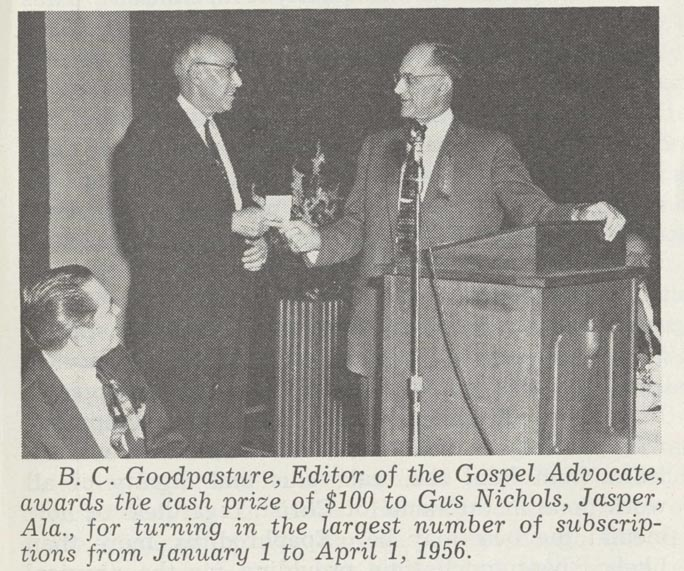 B. C. Goodpasture, Editor of the Gospel Advocate,
awards the cash prize of $100 to Gus Nichols, Jasper,
Ala., for turning in the largest number of subscrip-
tions from January 1 to April 1, 1956.